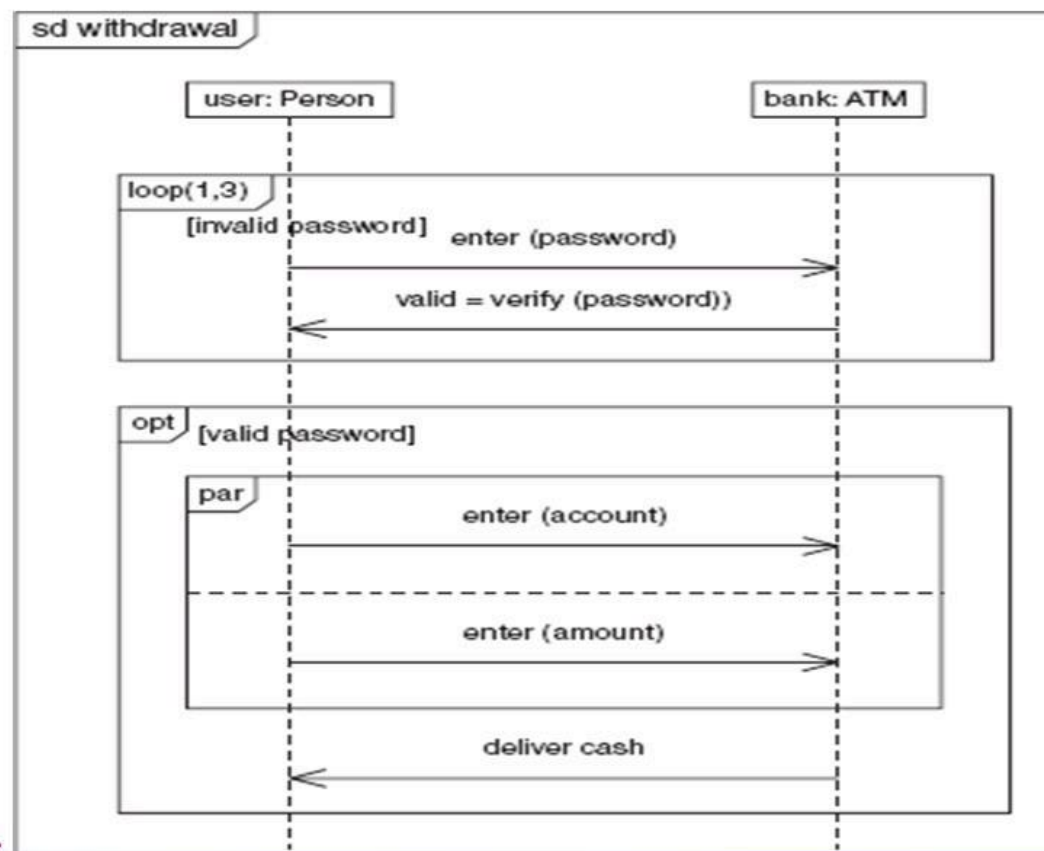 sd withdrawal
user: Person
bank: ATM
loop(1,3)
[invalid password]
enter (password)
valid = verify (password))
opt
[valid password]
par
enter (account)
enter (amount)
deliver cash